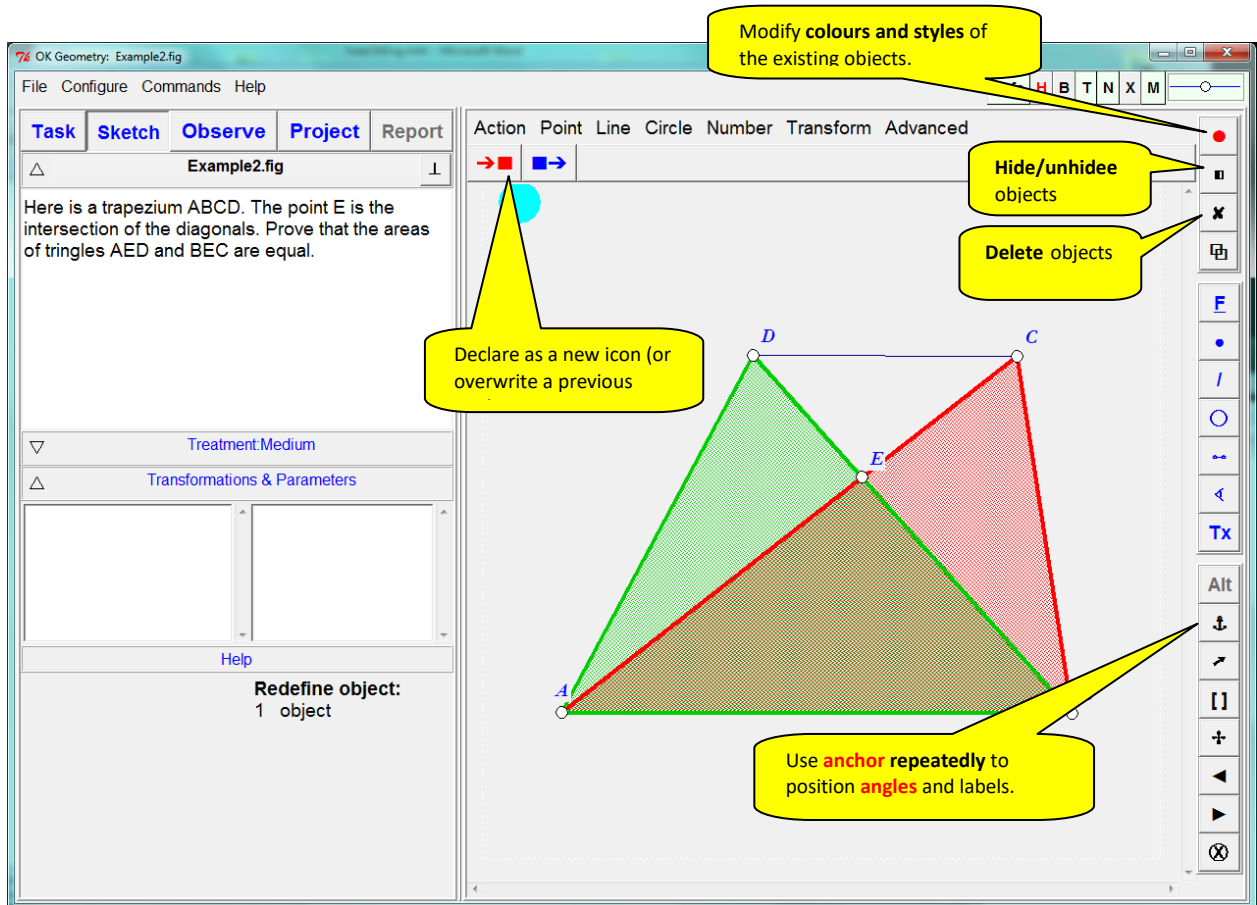 Modify colours and styles of
the existing objects.
OK Geometry: Example2.fig
File Configure Commands Help
H B T N X M
Task Sketch Observe Project Report
Action Point Line Circle Number Transform Advanced
Example2.fig
Hide/unhidee
objects
Here is a trapezium ABCD. The point E is the
intersection of the diagonals. Prove that the areas
of tringles AED and BEC are equal.
Delete objects
F
D
C
Declare as a new icon (or
overwrite a previous
Treatment:Medium
E
Transformations & Parameters
Tx
Alt
Help
Redefine object:
1 object
A
[ ]
Use anchor repeatedly to
position angles and labels.
X